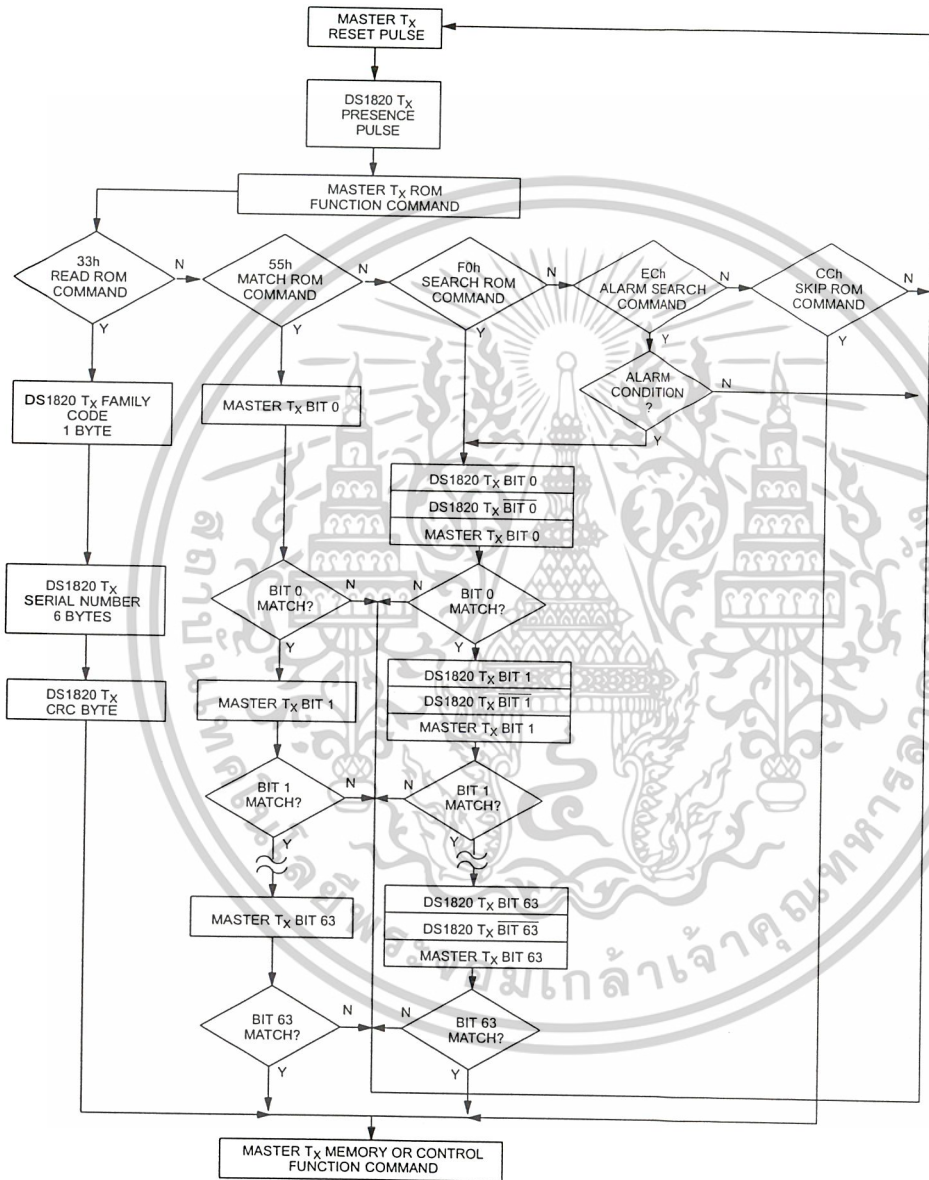 MASTER TX
RESET PULSE
DS1820 TX
PRESENCE
PULSE
MASTER TX ROM
FUNCTION COMMAND
33h
READ ROM
COMMAND
N
Y
55h
MATCH ROM
COMMAND
N
Y
F0h
SEARCH ROM
COMMAND
N
Y
ECh
ALARM SEARCH
COMMAND
N
Y
CCh
SKIP ROM
COMMAND
N
Y
DS1820 TX FAMILY
CODE
1 BYTE
MASTER TX BIT 0
ALARM
CONDITION
?
N
Y
DS1820 TX BIT 0
DS1820 TX BIT 0
MASTER TX BIT 0
DS1820 TX
SERIAL NUMBER
6 BYTES
BIT 0
MATCH?
N
Y
N
BIT 0
MATCH?
Y
DS1820 TX
CRC BYTE
MASTER TX BIT 1
DS1820 TX BIT 1
DS1820 TX BIT 1
MASTER TX BIT 1
BIT 1
MATCH?
N
Y
N
BIT 1
MATCH?
Y
MASTER TX BIT 63
DS1820 TX BIT 63
DS1820 TX BIT 63
MASTER TX BIT 63
BIT 63
MATCH?
N
Y
N
BIT 63
MATCH?
Y
MASTER TX MEMORY OR CONTROL
FUNCTION COMMAND